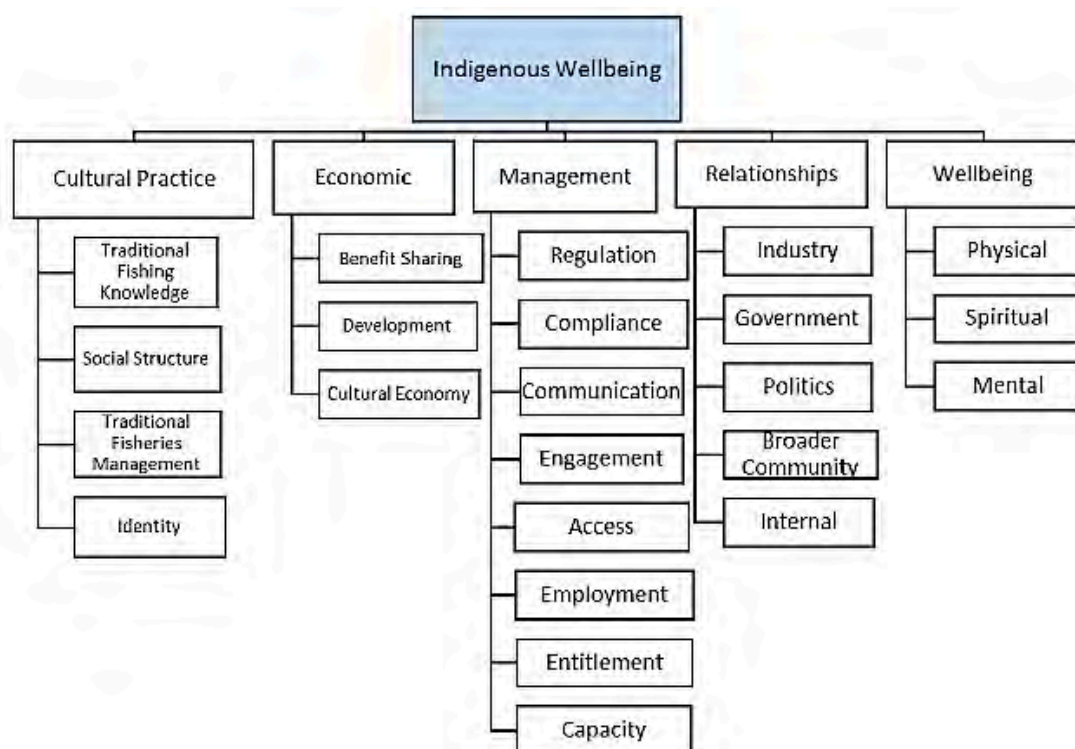 Indigenous Wellbeing
Cultural Practice
Traditional
Fishing
Knowledge
Social Structure
Traditional
Fisheries
Management
Identity
Economic
Benefit Sharing
Development
Cultural Economy
Management
Regulation
Compliance
Communication
Engagement
Access
Employment
Entitlement
Capacity
Relationships
Industry
Government
Politics
Broader
Community
Internal
Wellbeing
Physical
Spiritual
Mental